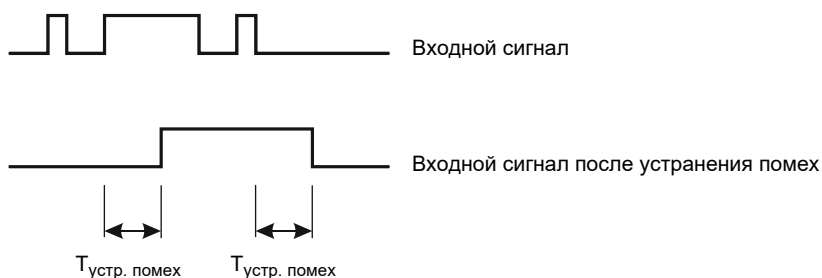 Входной сигнал
Входной сигнал после устранения помех
Tустр. помех
Tустр. помех